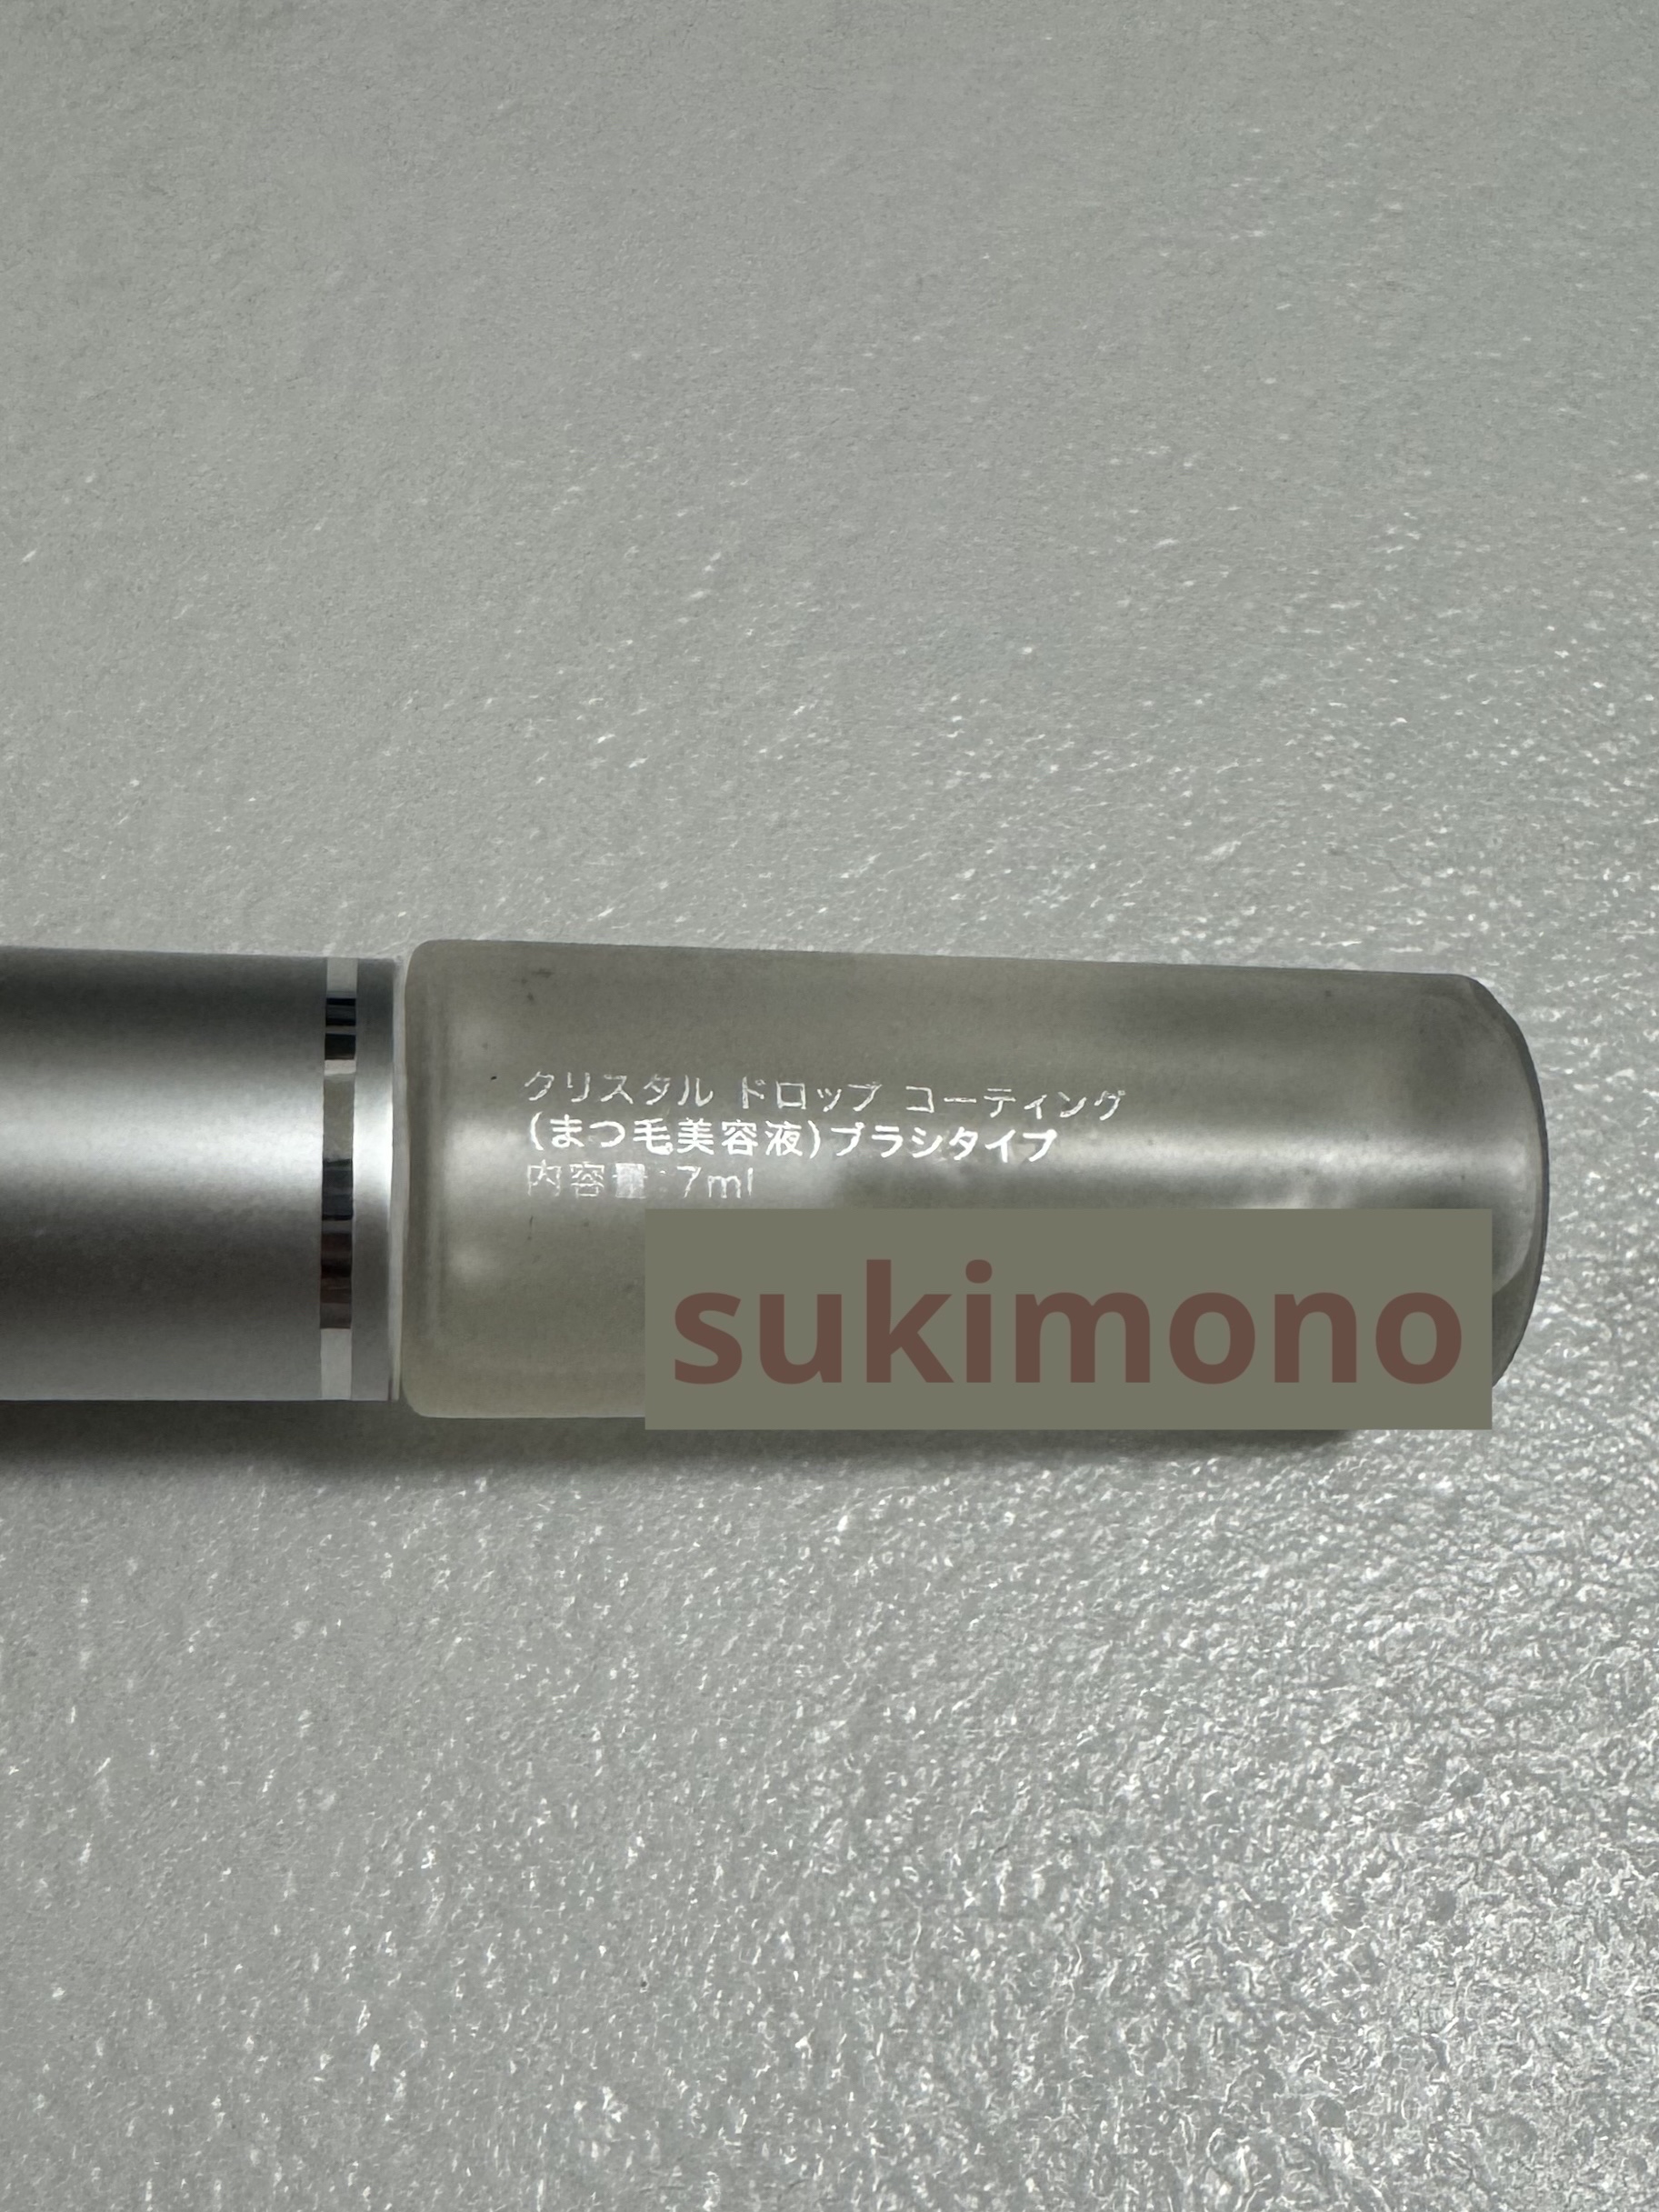 クリスタル ドロップ コーティング
(まつ毛美容液)ブラシタイプ
内容量:7ml
sukimono